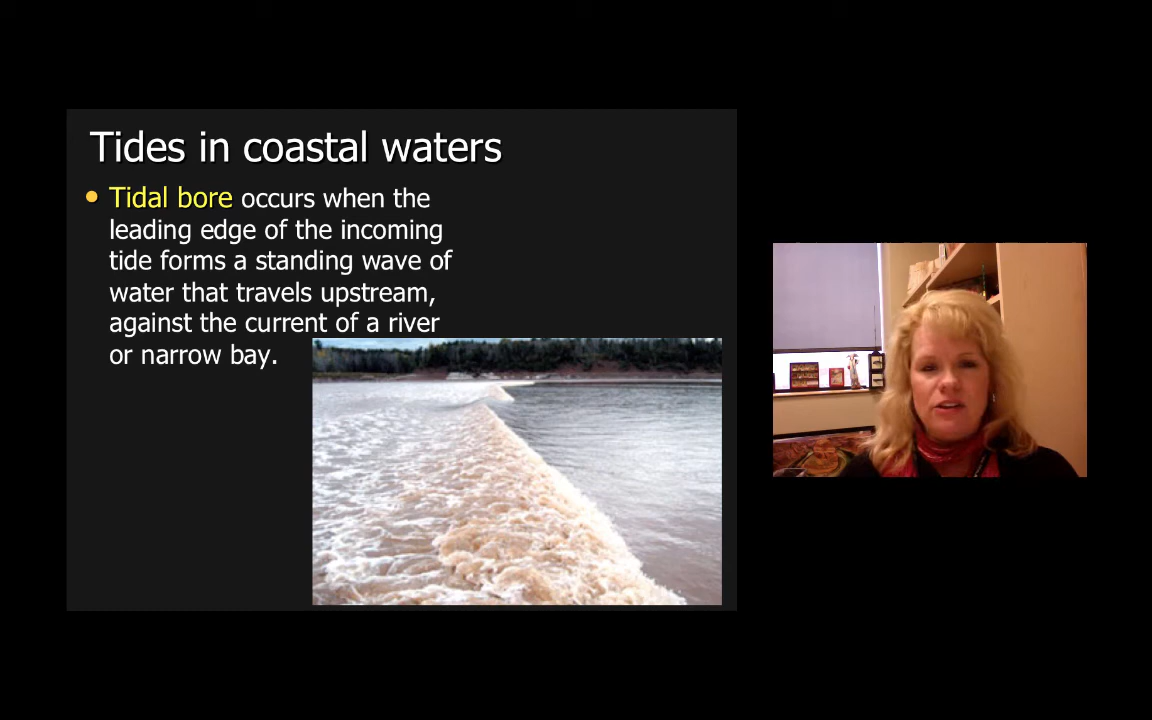 Tides in coastal waters
Tidal bore occurs when the
leading edge of the incoming
tide forms a standing wave of
water that travels upstream,
against the current of a river
or narrow bay.